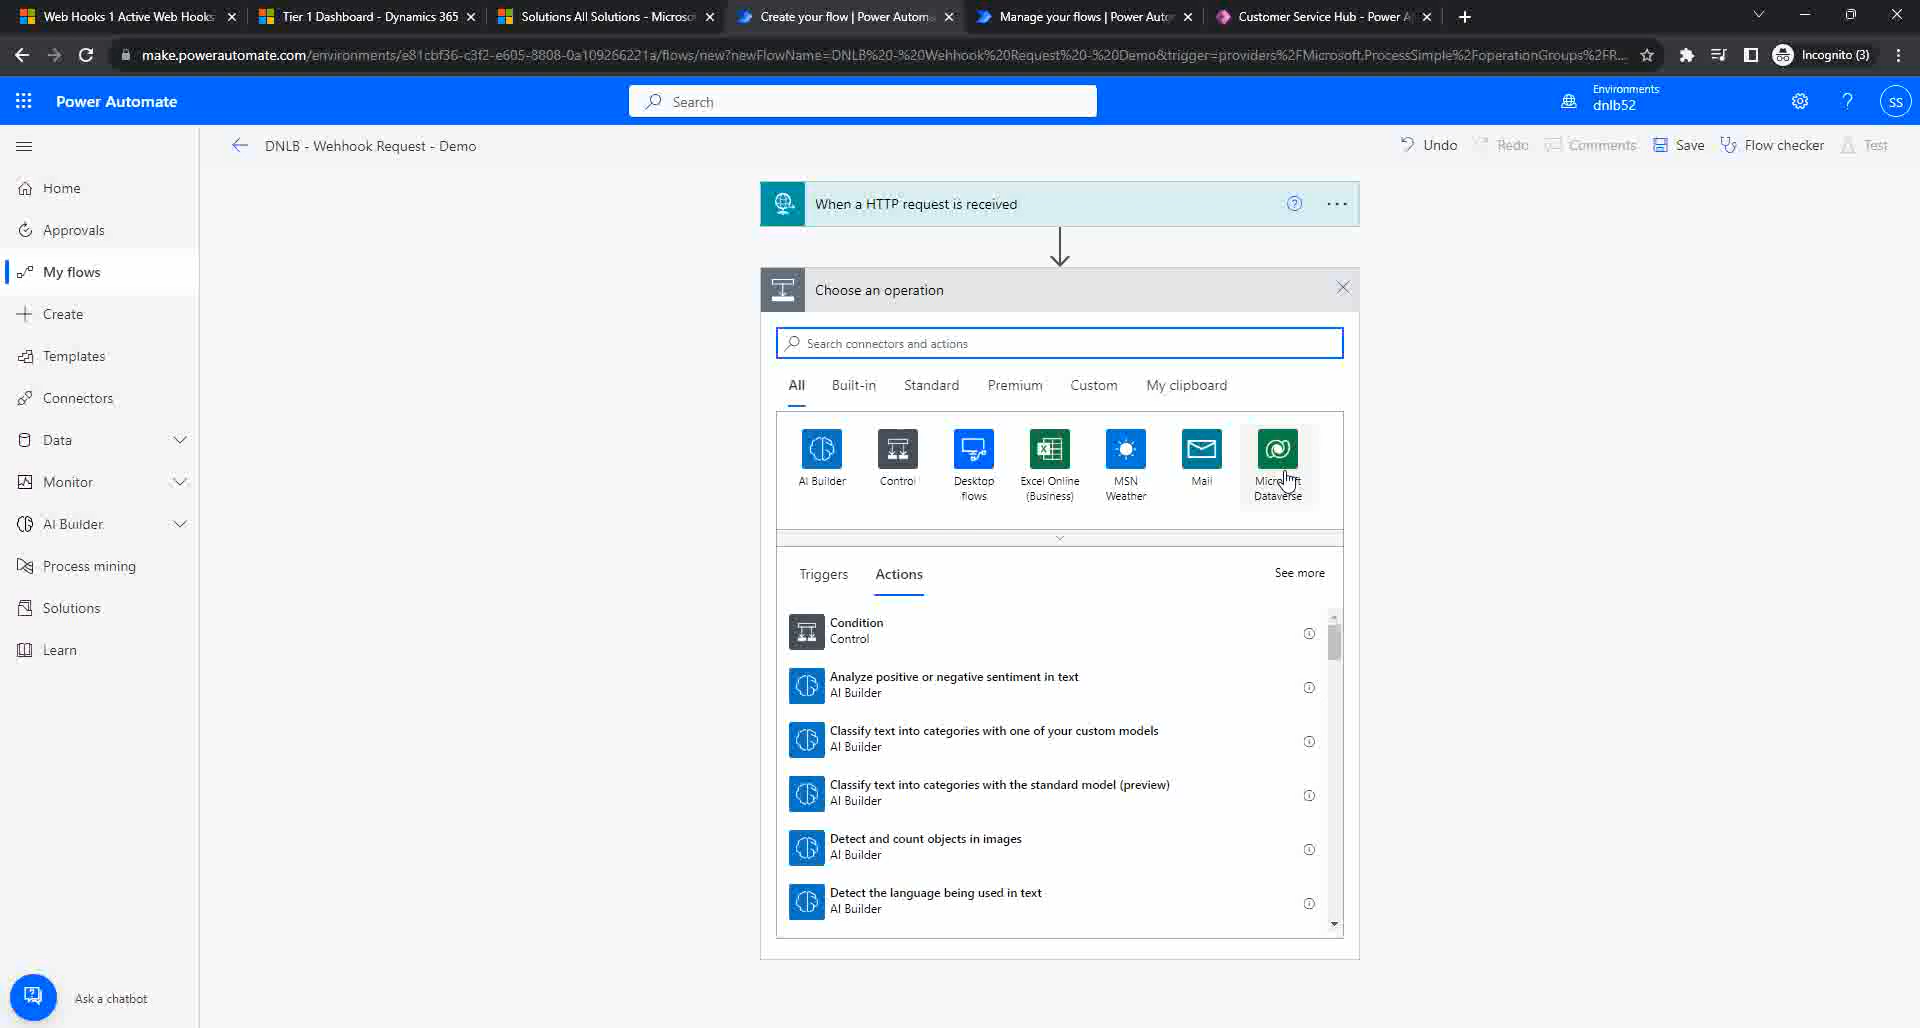 Web Hooks 1 Active Web Hooks
Tier 1 Dashboard - Dynamics 365
Solutions All Solutions - Microso
Create your flow | Power Autom
Manage your flows | Power Auto
Customer Service Hub - Power A
make.powerautomate.com/environments/e81cbf36-c3f2-e605-8808-0a109266221a/flows/new?newFlowName=DNLB%20-%20Wehhook%20Request%20-%20Demo&trigger=providers%2FMicrosoft.ProcessSimple%2FoperationGroups%2FR...
Incognito (3)
Power Automate
Search
Environments
dnlb52
SS
DNLB - Wehhook Request - Demo
Undo
Redo
Comments
Save
Flow checker
Test
Home
Approvals
My flows
Create
Templates
Connectors
Data
Monitor
AI Builder
Process mining
Solutions
Learn
Ask a chatbot
When a HTTP request is received
Choose an operation
Search connectors and actions
All
Built-in
Standard
Premium
Custom
My clipboard
AI Builder
Control
Desktop
flows
Excel Online
(Business)
MSN
Weather
Mail
Microsoft
Dataverse
Triggers
Actions
See more
Condition
Control
Analyze positive or negative sentiment in text
AI Builder
Classify text into categories with one of your custom models
AI Builder
Classify text into categories with the standard model (preview)
AI Builder
Detect and count objects in images
AI Builder
Detect the language being used in text
AI Builder